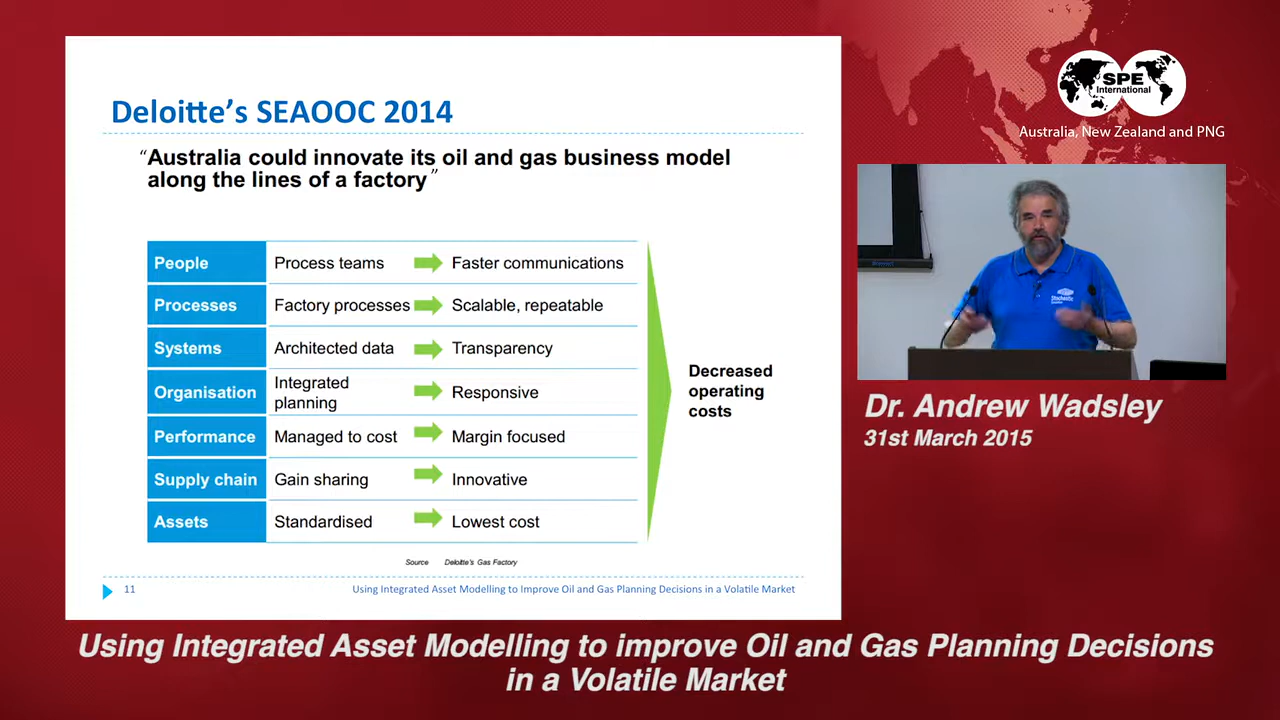 Deloitte's SEAOOC 2014
“Australia could innovate its oil and gas business model
along the lines of a factory”
People Process teams Faster communications
Processes Factory processes Scalable, repeatable
Systems Architected data Transparency
Organisation Integrated planning Responsive
Performance Managed to cost Margin focused
Supply chain Gain sharing Innovative
Assets Standardised Lowest cost
Decreased
operating
costs
Source Deloitte's Gas Factory
11 Using Integrated Asset Modelling to Improve Oil and Gas Planning Decisions in a Volatile Market
SPE
International
Australia, New Zealand and PNG
Stochastic
Dr. Andrew Wadsley
31st March 2015
Using Integrated Asset Modelling to improve Oil and Gas Planning Decisions
in a Volatile Market